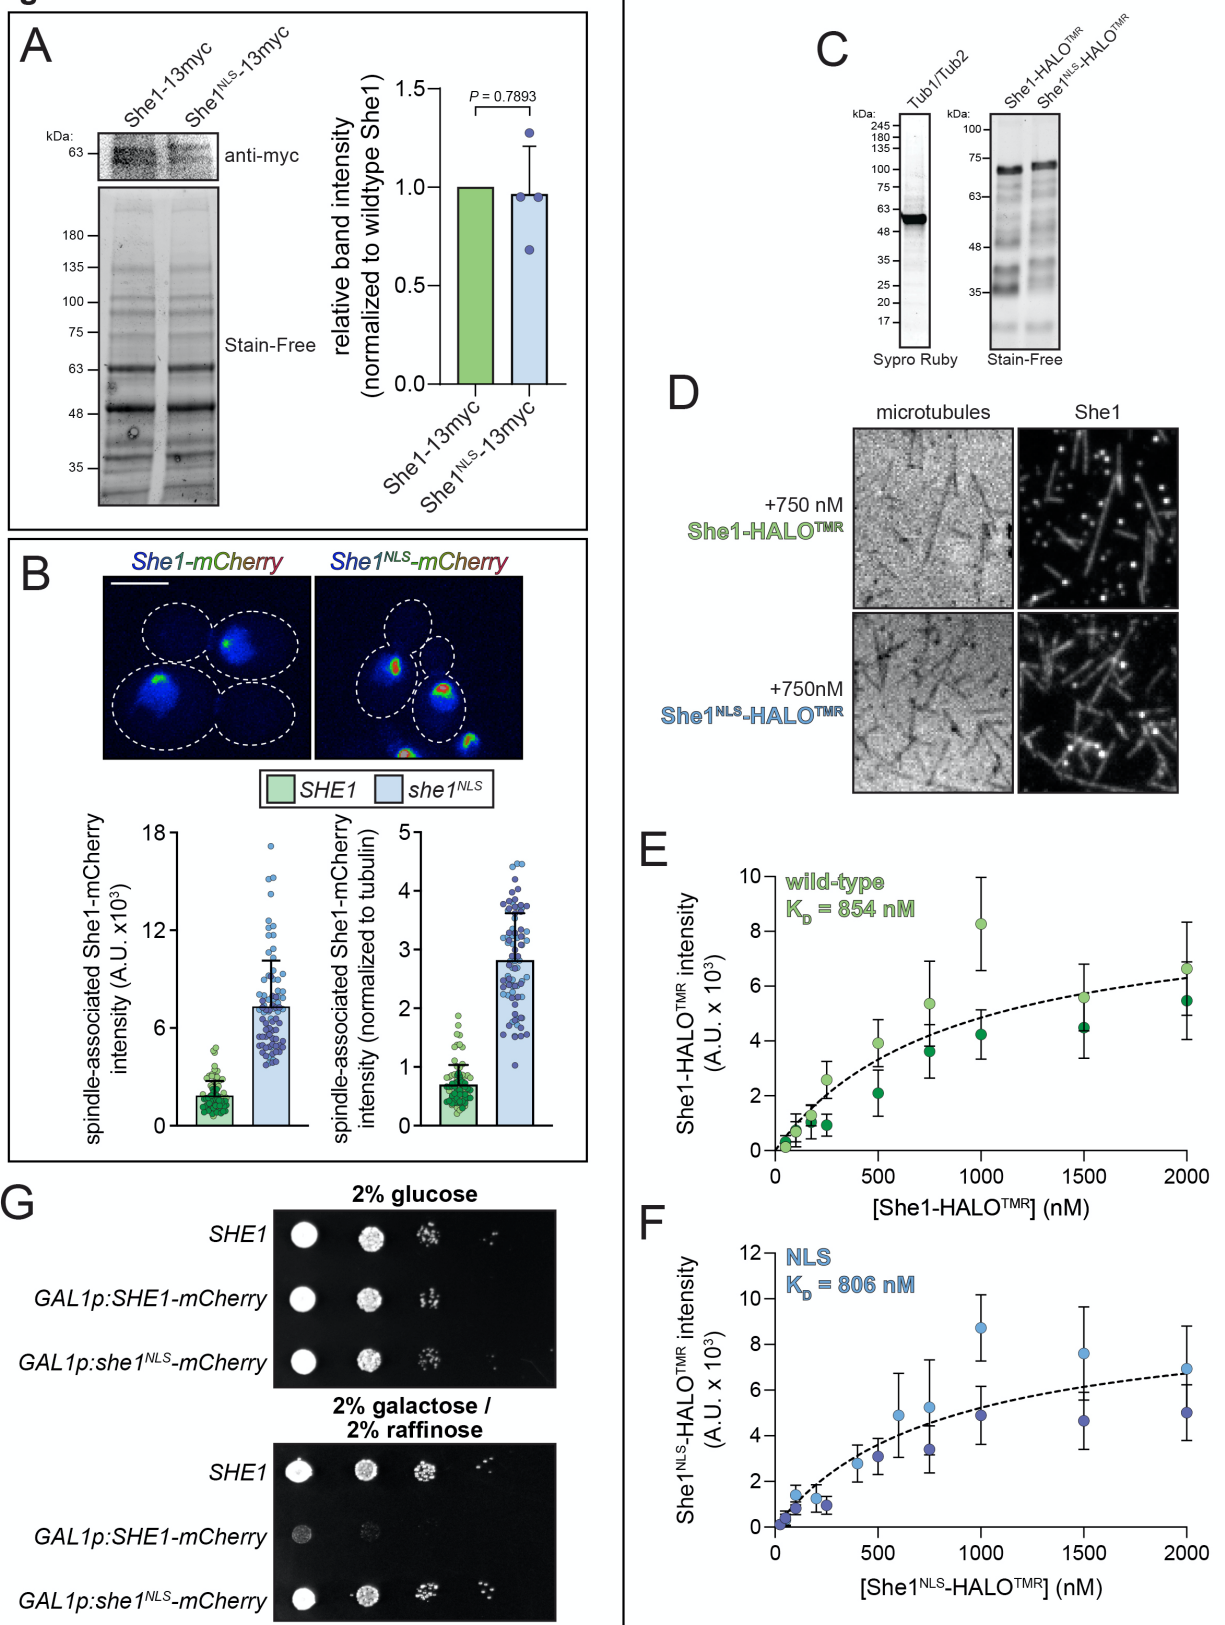 A
She1-13myc
She1NLS-13myc
kDa:
63
anti-myc
180
135
100
75
63
48
35
Stain-Free
relative band intensity
(normalized to wildtype She1)
1.5
1.0
0.5
0.0
P = 0.7893
She1-13myc
She1NLS-13myc
B
She1-mCherry
She1NLS-mCherry
SHE1
she1NLS
spindle-associated She1-mCherry
intensity (A.U. x10³)
18
12
6
0
spindle-associated She1-mCherry
intensity (normalized to tubulin)
5
4
3
2
1
0
C
Tub1/Tub2
kDa:
245
180
135
100
75
63
48
35
25
20
17
Sypro Ruby
She1-HALOTMR
She1NLS-HALOTMR
kDa:
100
75
63
48
35
Stain-Free
D
microtubules
She1
+750 nM
She1-HALOTMR
+750nM
She1NLS-HALOTMR
E
She1-HALOTMR intensity
(A.U. x 10³)
10
8
6
4
2
0
wild-type
KD = 854 nM
0
500
1000
1500
2000
[She1-HALOTMR] (nM)
F
She1NLS-HALOTMR intensity
(A.U. x 10³)
12
10
8
6
4
2
0
NLS
KD = 806 nM
0
500
1000
1500
2000
[She1NLS-HALOTMR] (nM)
G
2% glucose
SHE1
GAL1p:SHE1-mCherry
GAL1p:she1NLS-mCherry
2% galactose /
2% raffinose
SHE1
GAL1p:SHE1-mCherry
GAL1p:she1NLS-mCherry